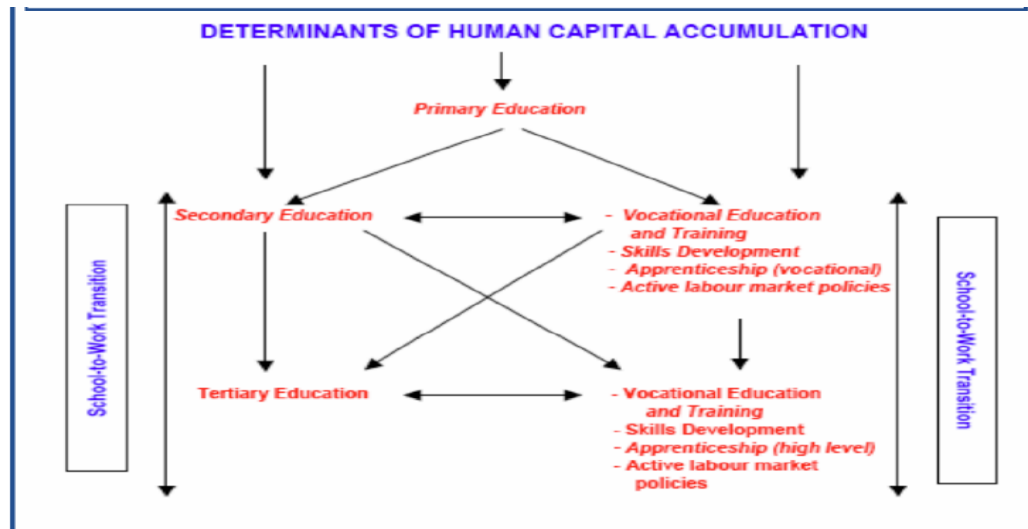 DETERMINANTS OF HUMAN CAPITAL ACCUMULATION
Primary Education
School-to-Work Transition
Secondary Education
- Vocational Education
and Training
- Skills Development
- Apprenticeship (vocational)
- Active labour market policies
School-to-Work Transition
Tertiary Education
- Vocational Education
and Training
- Skills Development
- Apprenticeship (high level)
- Active labour market
policies